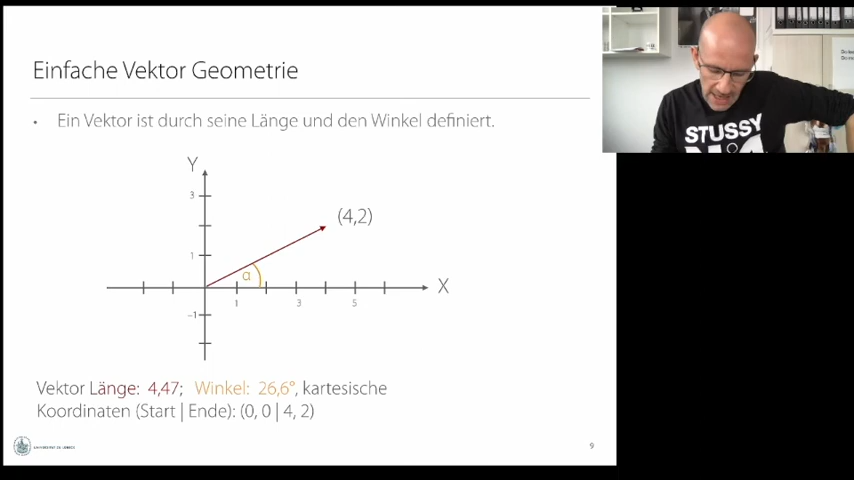 Einfache Vektor Geometrie
• Ein Vektor ist durch seine Länge und den Winkel definiert.
Y
3
(4,2)
1
α
X
1
3
5
–1
Vektor Länge: 4,47; Winkel: 26,6°, kartesische
Koordinaten (Start | Ende): (0, 0 | 4, 2)
9
STUSSY